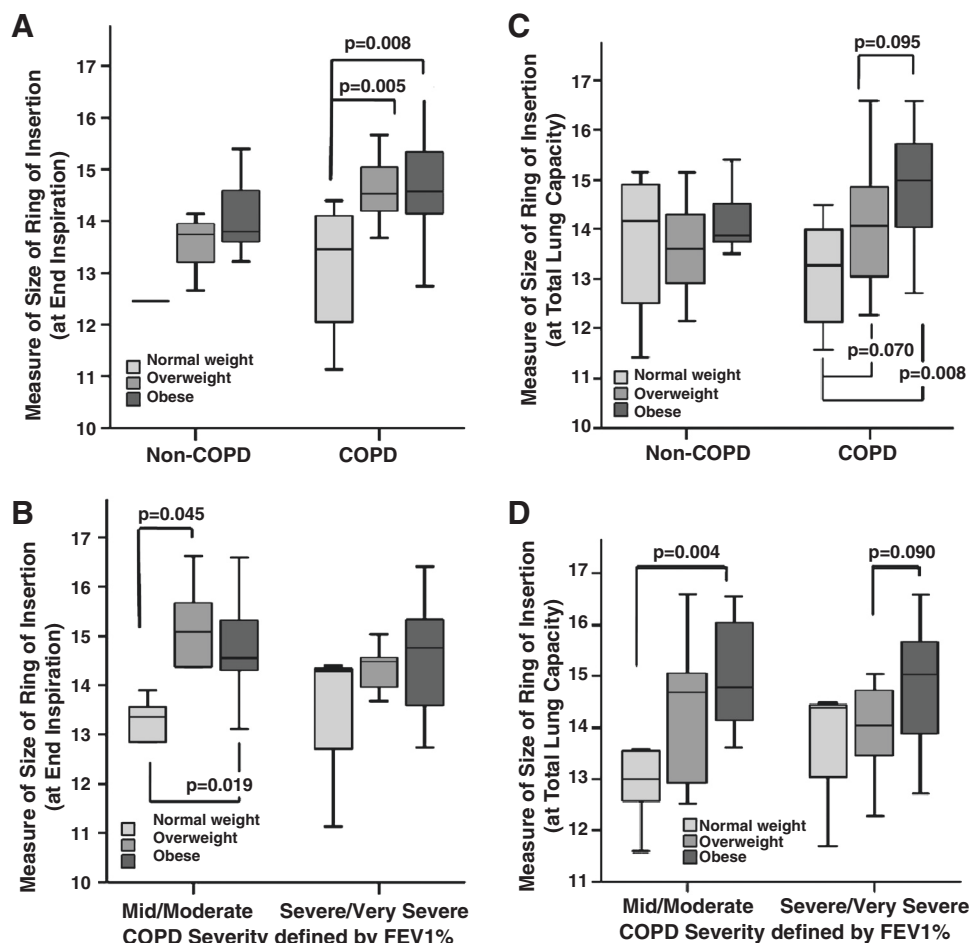 A
Measure of Size of Ring of Insertion
(at End Inspiration)
17
16
15
14
13
12
11
10
p=0.008
p=0.005
Normal weight
Overweight
Obese
Non-COPD
COPD
C
Measure of Size of Ring of Insertion
(at Total Lung Capacity)
17
16
15
14
13
12
11
10
p=0.095
p=0.070
p=0.008
Normal weight
Overweight
Obese
Non-COPD
COPD
B
Measure of Size of Ring of Insertion
(at End Inspiration)
17
16
15
14
13
12
11
10
p=0.045
p=0.019
Normal weight
Overweight
Obese
Mid/Moderate
Severe/Very Severe
COPD Severity defined by FEV1%
D
Measure of Size of Ring of Insertion
(at Total Lung Capacity)
17
16
15
14
13
12
11
p=0.004
p=0.090
Normal weight
Overweight
Obese
Mid/Moderate
Severe/Very Severe
COPD Severity defined by FEV1%